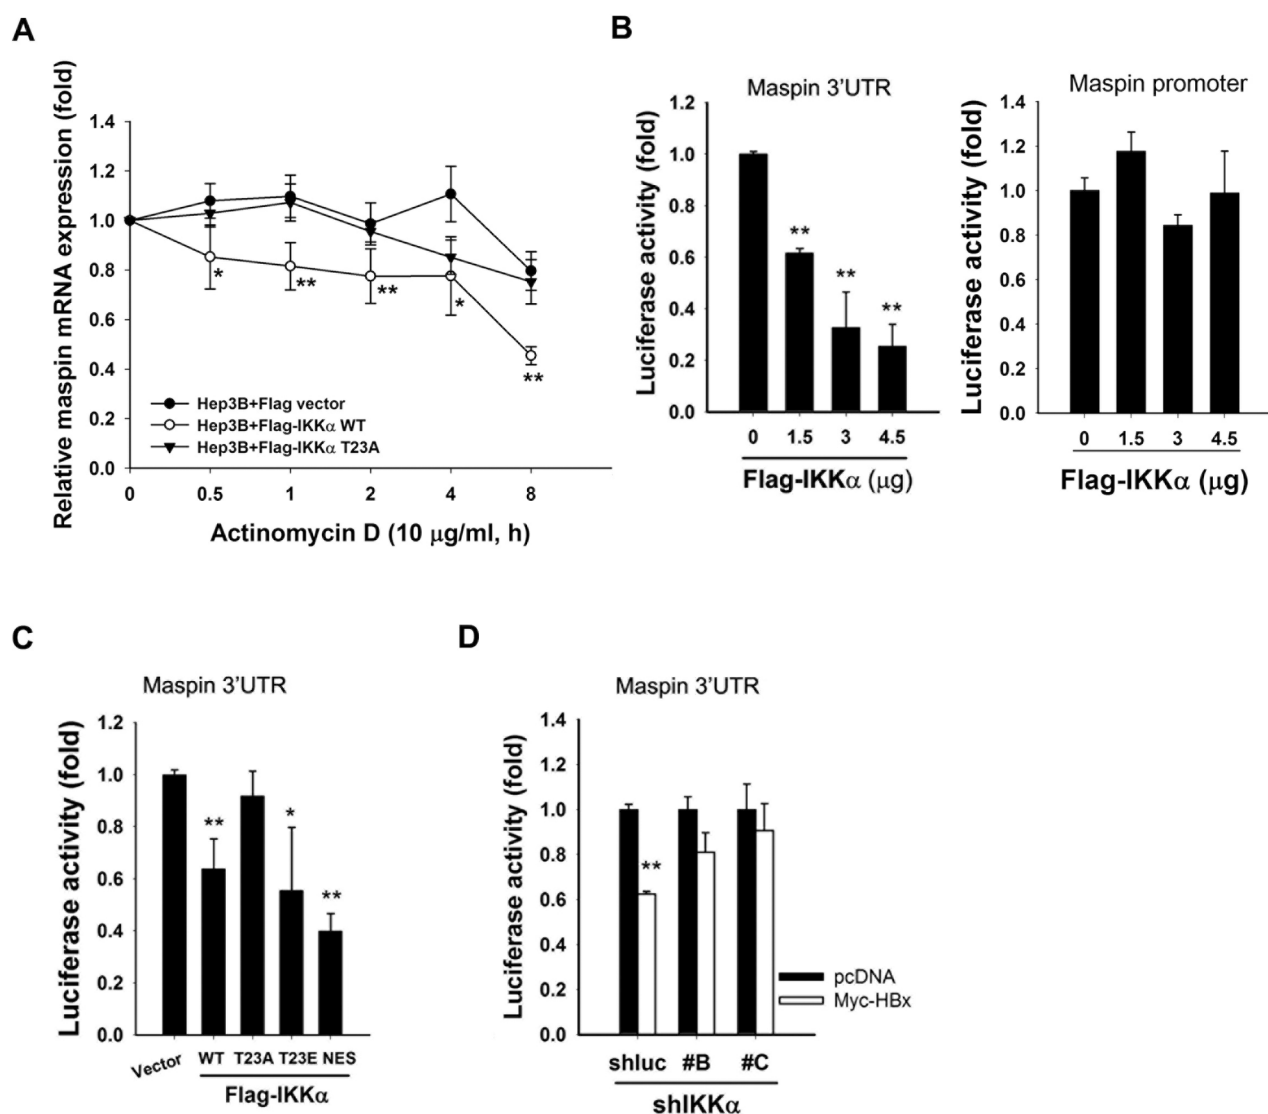 A
Relative maspin mRNA expression (fold)
1.4
1.2
1.0
0.8
0.6
0.4
0.2
0.0
*
**
**
*
**
Hep3B+Flag vector
Hep3B+Flag-IKKα WT
Hep3B+Flag-IKKα T23A
0 0.5 1 2 4 8
Actinomycin D (10 μg/ml, h)
B
Maspin 3'UTR
Luciferase activity (fold)
1.2
1.0
0.8
0.6
0.4
0.2
0.0
**
**
**
0 1.5 3 4.5
Flag-IKKα (μg)
Maspin promoter
Luciferase activity (fold)
1.4
1.2
1.0
0.8
0.6
0.4
0.2
0.0
0 1.5 3 4.5
Flag-IKKα (μg)
C
Maspin 3'UTR
Luciferase activity (fold)
1.2
1.0
0.8
0.6
0.4
0.2
0.0
**
*
**
Vector WT T23A T23E NES
Flag-IKKα
D
Maspin 3'UTR
Luciferase activity (fold)
1.4
1.2
1.0
0.8
0.6
0.4
0.2
0.0
**
pcDNA
Myc-HBx
shluc #B #C
shIKKα